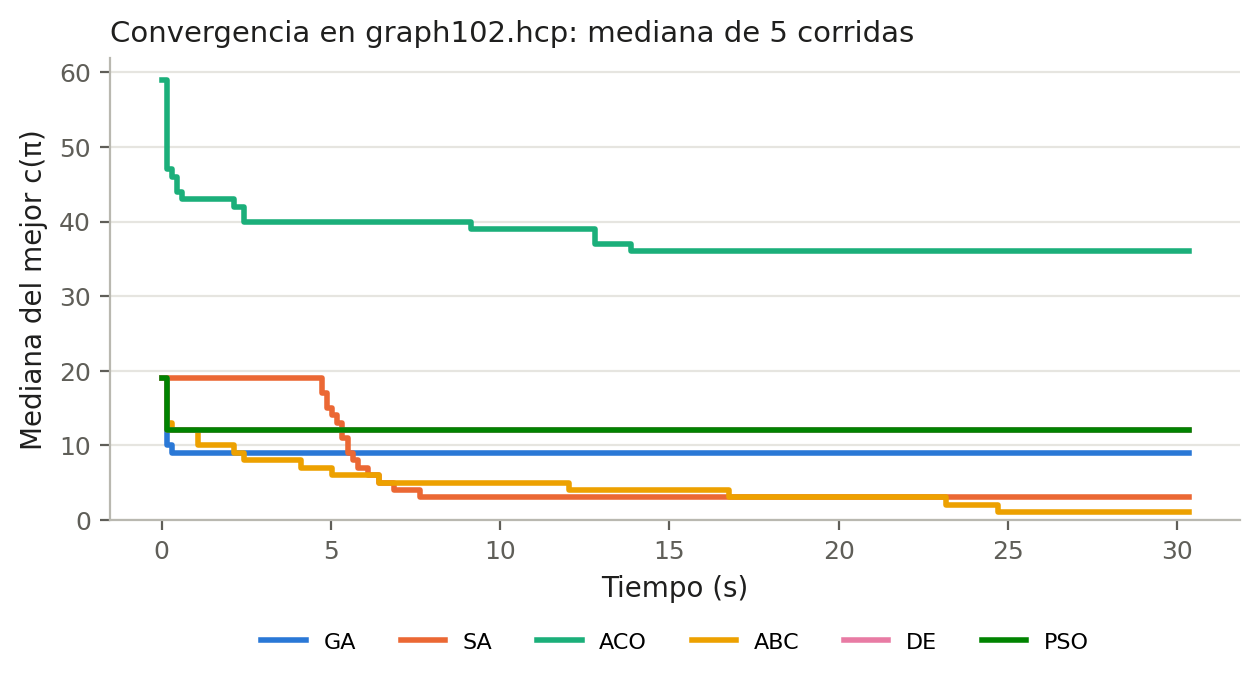 Convergencia en graph102.hcp: mediana de 5 corridas
Mediana del mejor c(π)
60
50
40
30
20
10
0
0 5 10 15 20 25 30
Tiempo (s)
GA SA ACO ABC DE PSO